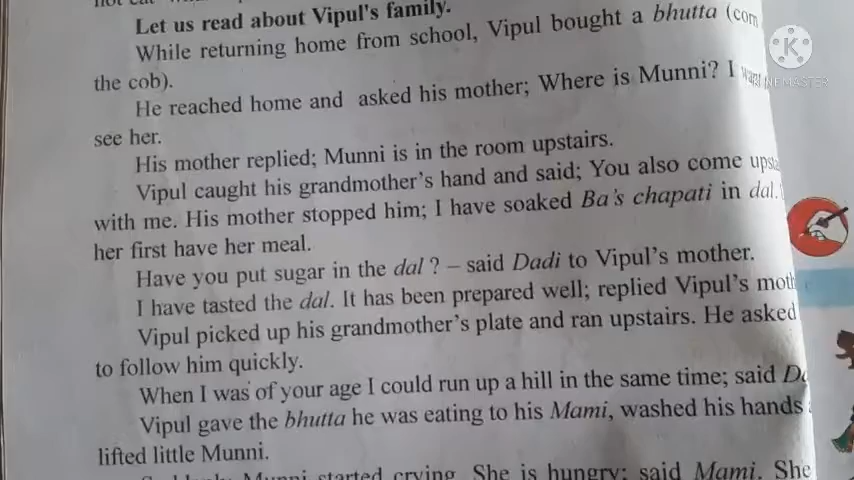 Let us read about Vipul's family.
While returning home from school, Vipul bought a bhutta (corn
the cob).
He reached home and asked his mother; Where is Munni? I want
see her.
His mother replied; Munni is in the room upstairs.
Vipul caught his grandmother's hand and said; You also come
with me. His mother stopped him; I have soaked Ba's chapati in dal.
her first have her meal.
Have you put sugar in the dal ? – said Dadi to Vipul's mother.
I have tasted the dal. It has been prepared well; replied Vipul's
Vipul picked up his grandmother's plate and ran upstairs. He asked
to follow him quickly.
When I was of your age I could run up a hill in the same time; said
Vipul gave the bhutta he was eating to his Mami, washed his hands
lifted little Munni.
Suddenly Munni started crying. She is hungry; said Mami. She
KINEMASTER